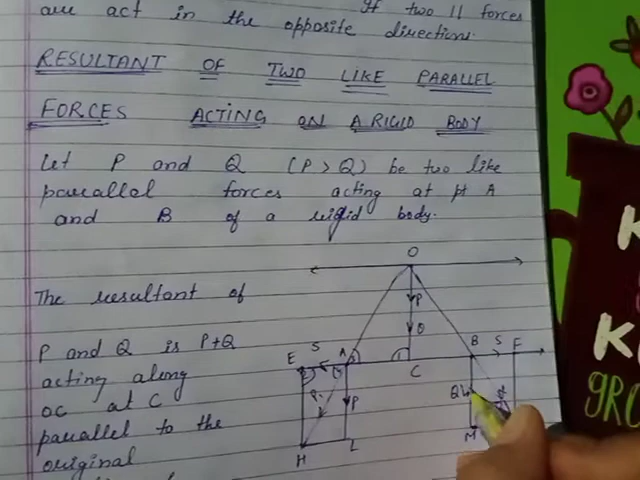 are act in the opposite directions. If two || forces
RESULTANT OF TWO LIKE PARALLEL
FORCES ACTING ON A RIGID BODY
Let P and Q (P > Q) be two like
parallel forces acting at pt A
and B of a rigid body.
The resultant of
P and Q is P+Q
acting along
OC at C
parallel to the
original
O
P
Q
E S A C B S F
P
Q
H L M
K
K
GRO